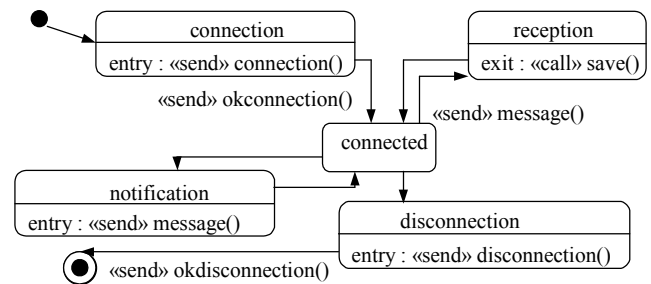 connection
entry : «send» connection()
reception
exit : «call» save()
«send» okconnection()
«send» message()
connected
notification
entry : «send» message()
disconnection
entry : «send» disconnection()
«send» okdisconnection()